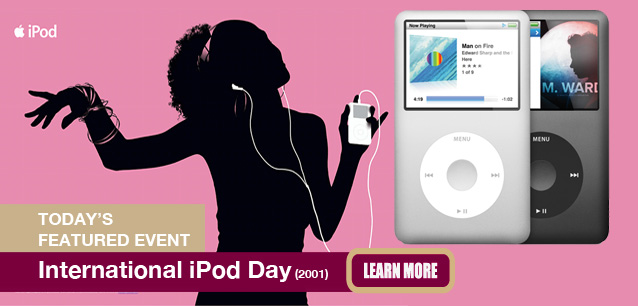 iPod
Now Playing
Man on Fire
Edward Sharp and the
Here
★★★★
1 of 9
4:19
-1:02
M. WARD
MENU
MENU
TODAY'S
FEATURED EVENT
International iPod Day (2001)
LEARN MORE